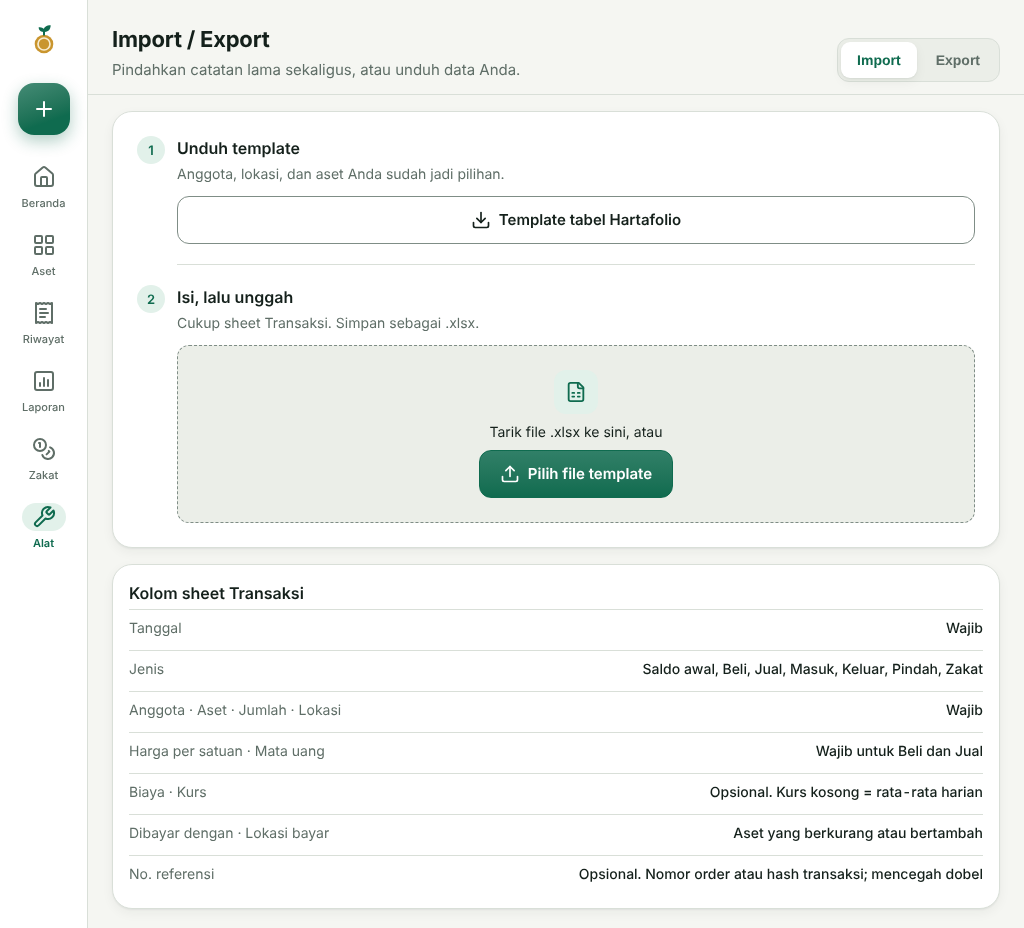 Import / Export
Pindahkan catatan lama sekaligus, atau unduh data Anda.
Import
Export
Beranda
Aset
Riwayat
Laporan
Zakat
Alat
1
Unduh template
Anggota, lokasi, dan aset Anda sudah jadi pilihan.
Template tabel Hartafolio
2
Isi, lalu unggah
Cukup sheet Transaksi. Simpan sebagai .xlsx.
Tarik file .xlsx ke sini, atau
Pilih file template
Kolom sheet Transaksi
Tanggal Wajib
Jenis Saldo awal, Beli, Jual, Masuk, Keluar, Pindah, Zakat
Anggota · Aset · Jumlah · Lokasi Wajib
Harga per satuan · Mata uang Wajib untuk Beli dan Jual
Biaya · Kurs Opsional. Kurs kosong = rata-rata harian
Dibayar dengan · Lokasi bayar Aset yang berkurang atau bertambah
No. referensi Opsional. Nomor order atau hash transaksi; mencegah dobel